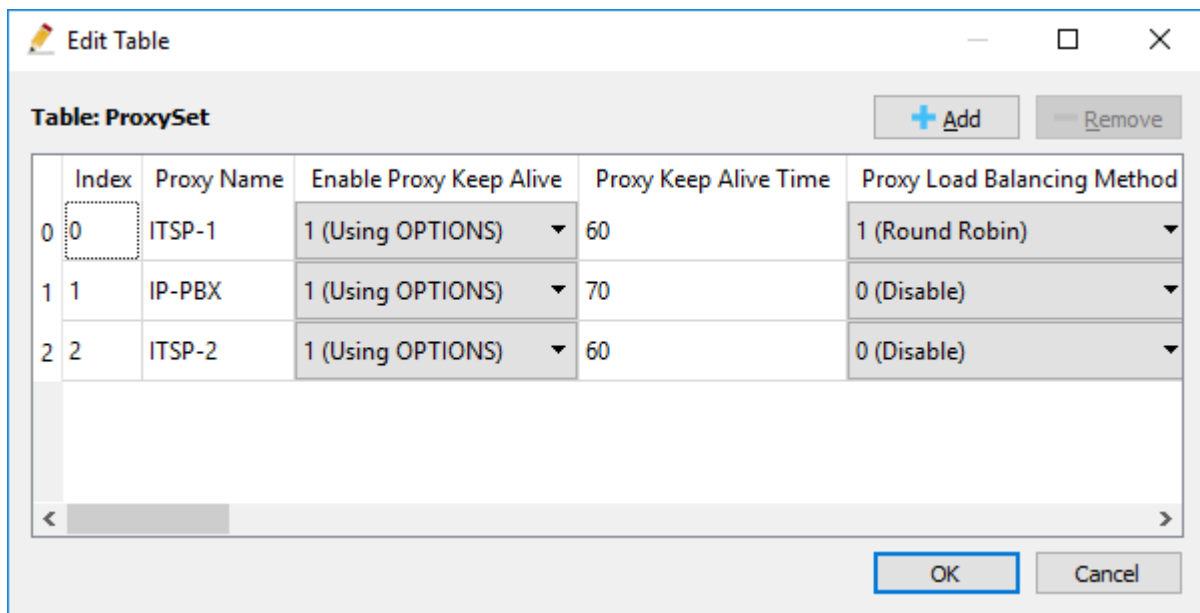 Edit Table
Table: ProxySet
Add
Remove
Index Proxy Name Enable Proxy Keep Alive Proxy Keep Alive Time Proxy Load Balancing Method
0 0 ITSP-1 1 (Using OPTIONS) 60 1 (Round Robin)
1 1 IP-PBX 1 (Using OPTIONS) 70 0 (Disable)
2 2 ITSP-2 1 (Using OPTIONS) 60 0 (Disable)
OK Cancel